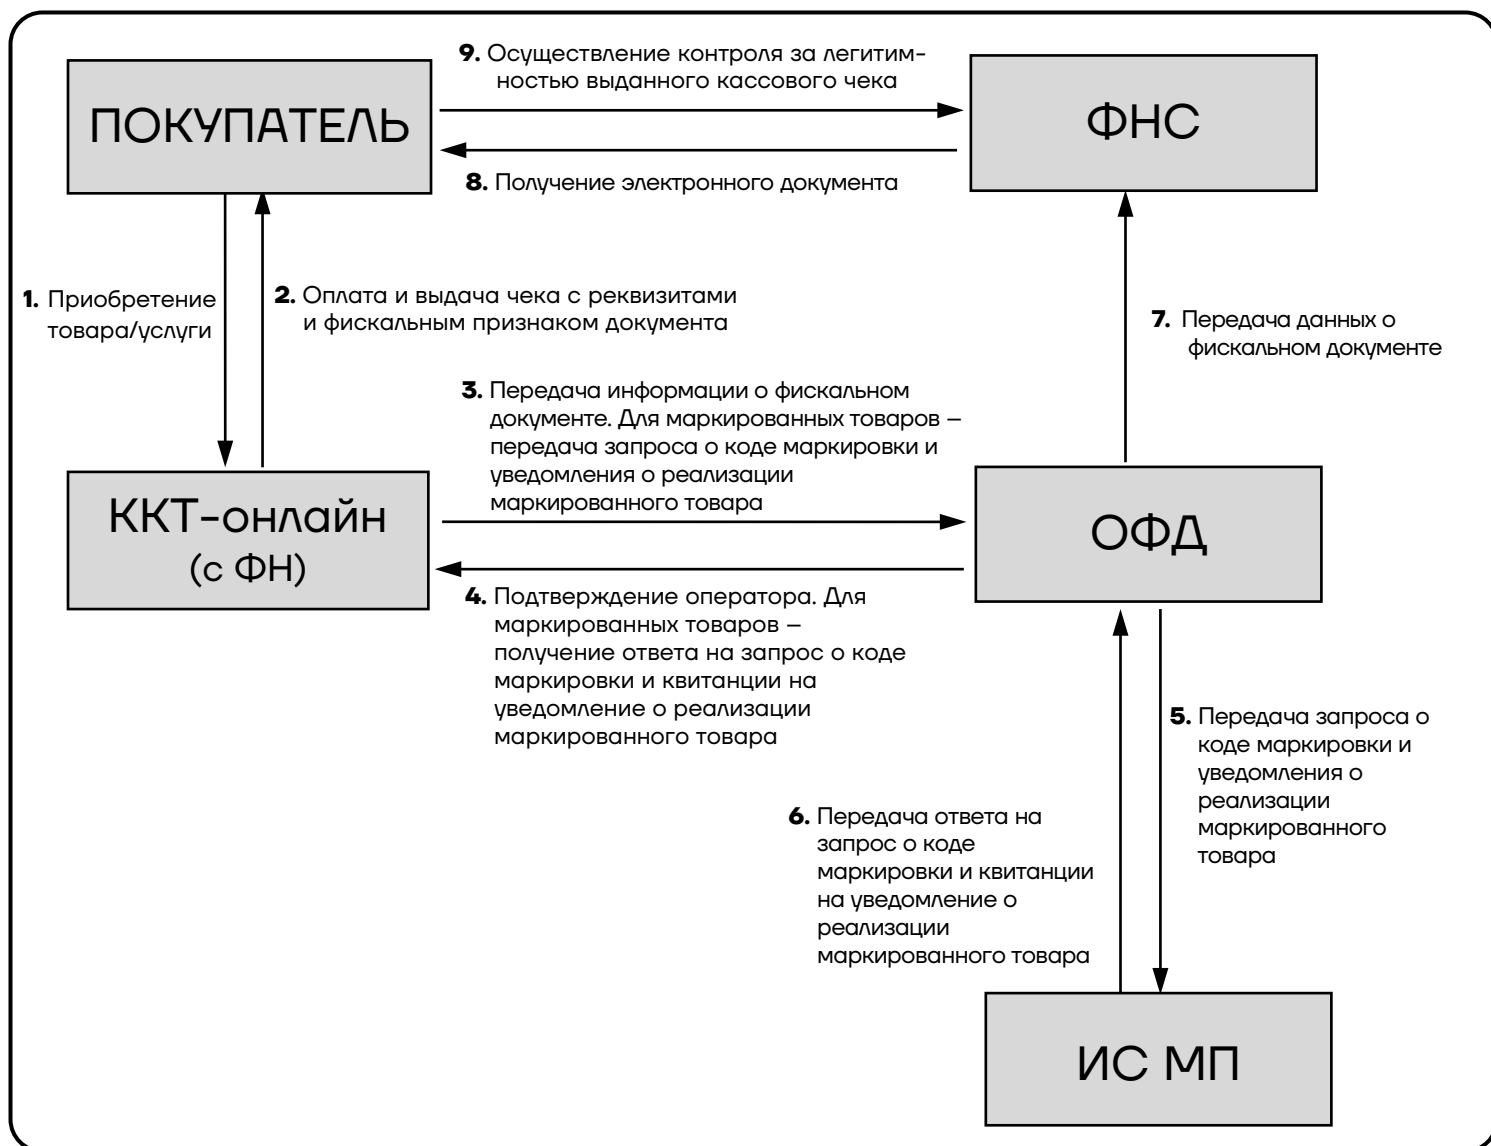 9. Осуществление контроля за легитим-
ностью выданного кассового чека
ПОКУПАТЕЛЬ
ФНС
8. Получение электронного документа
1. Приобретение
товара/услуги
2. Оплата и выдача чека с реквизитами
и фискальным признаком документа
7. Передача данных о
фискальном документе
3. Передача информации о фискальном
документе. Для маркированных товаров –
передача запроса о коде маркировки и
уведомления о реализации
маркированного товара
ККТ-онлайн
(с ФН)
ОФД
4. Подтверждение оператора. Для
маркированных товаров –
получение ответа на запрос о коде
маркировки и квитанции на
уведомление о реализации
маркированного товара
5. Передача запроса о
коде маркировки и
уведомления о
реализации
маркированного
товара
6. Передача ответа на
запрос о коде
маркировки и квитанции
на уведомление о
реализации
маркированного товара
ИС МП